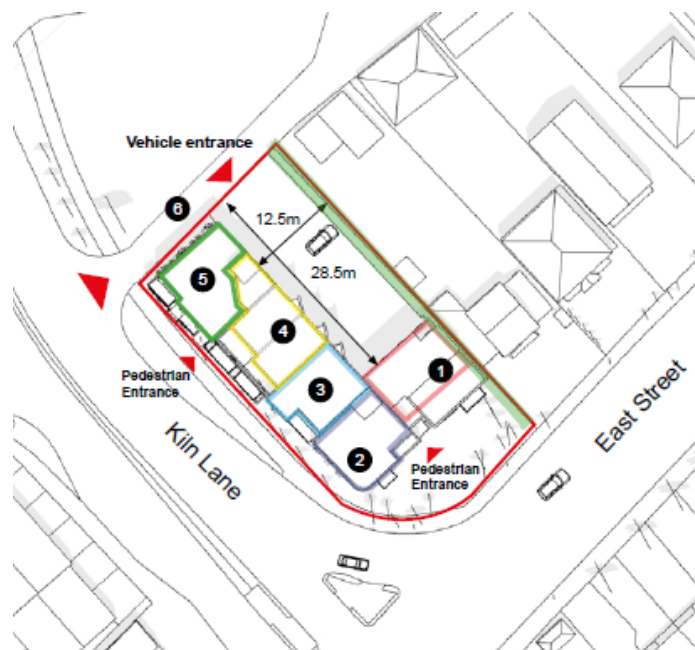 Vehicle entrance
6
12.5m
28.5m
5
4
1
3
Pedestrian
Entrance
2
Kiln Lane
Pedestrian
Entrance
East Street